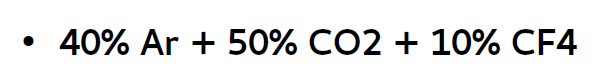 • 40% Ar + 50% CO2 + 10% CF4